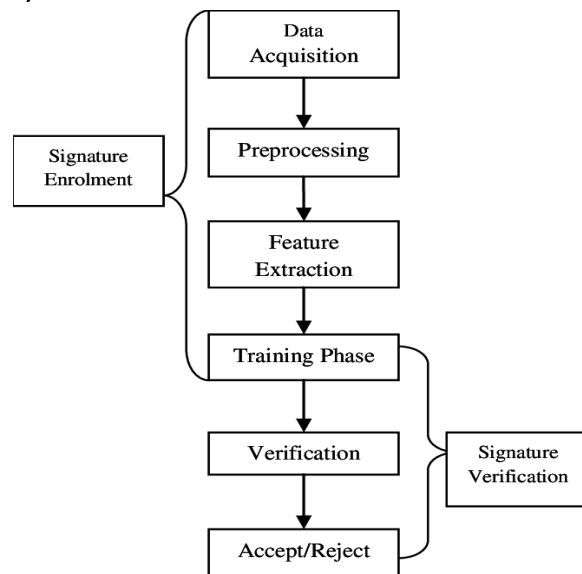 Data
Acquisition
Preprocessing
Signature
Enrolment
Feature
Extraction
Training Phase
Verification
Signature
Verification
Accept/Reject